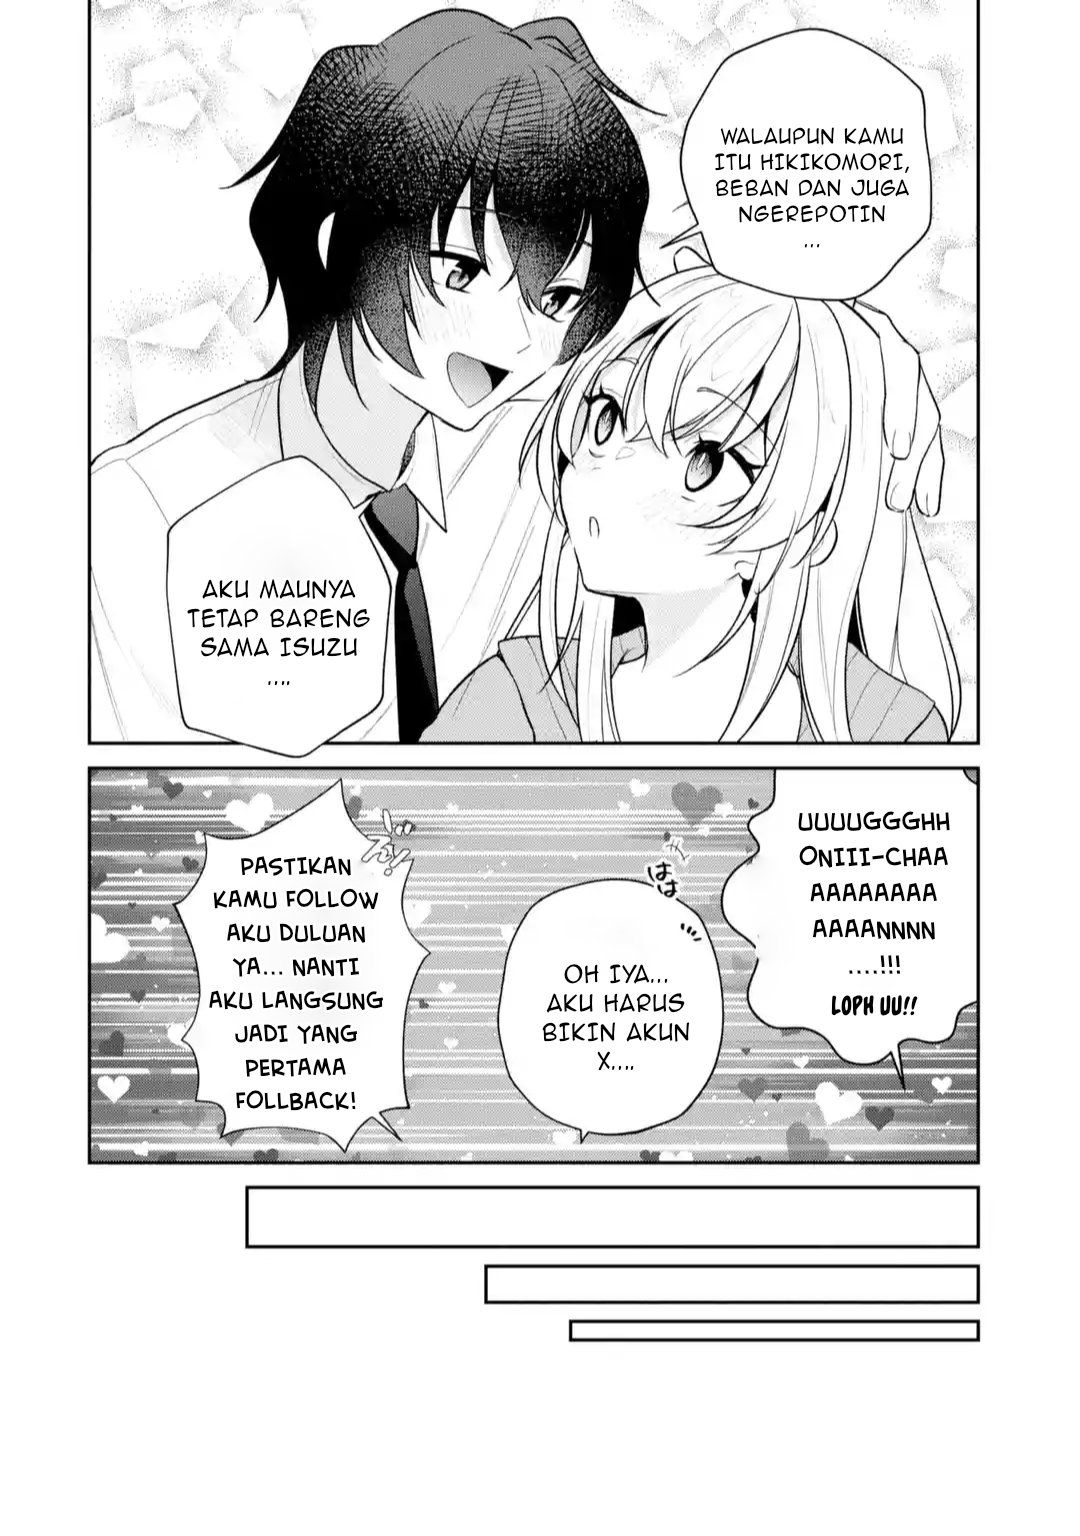 WALAUPUN KAMU
ITU HIKIKOMORI,
BEBAN DAN JUGA
NGEREPOTIN
...
AKU MAUNYA
TETAP BARENG
SAMA ISUZU
....
UUUUGGGHH
ONIII-CHAA
AAAAAAAA
AAAANNNN
....!!!
LOPH UU!!
はは
OH IYA...
AKU HARUS
BIKIN AKUN
X....
PASTIKAN
KAMU FOLLOW
AKU DULUAN
YA... NANTI
AKU LANGSUNG
JADI YANG
PERTAMA
FOLLBACK!